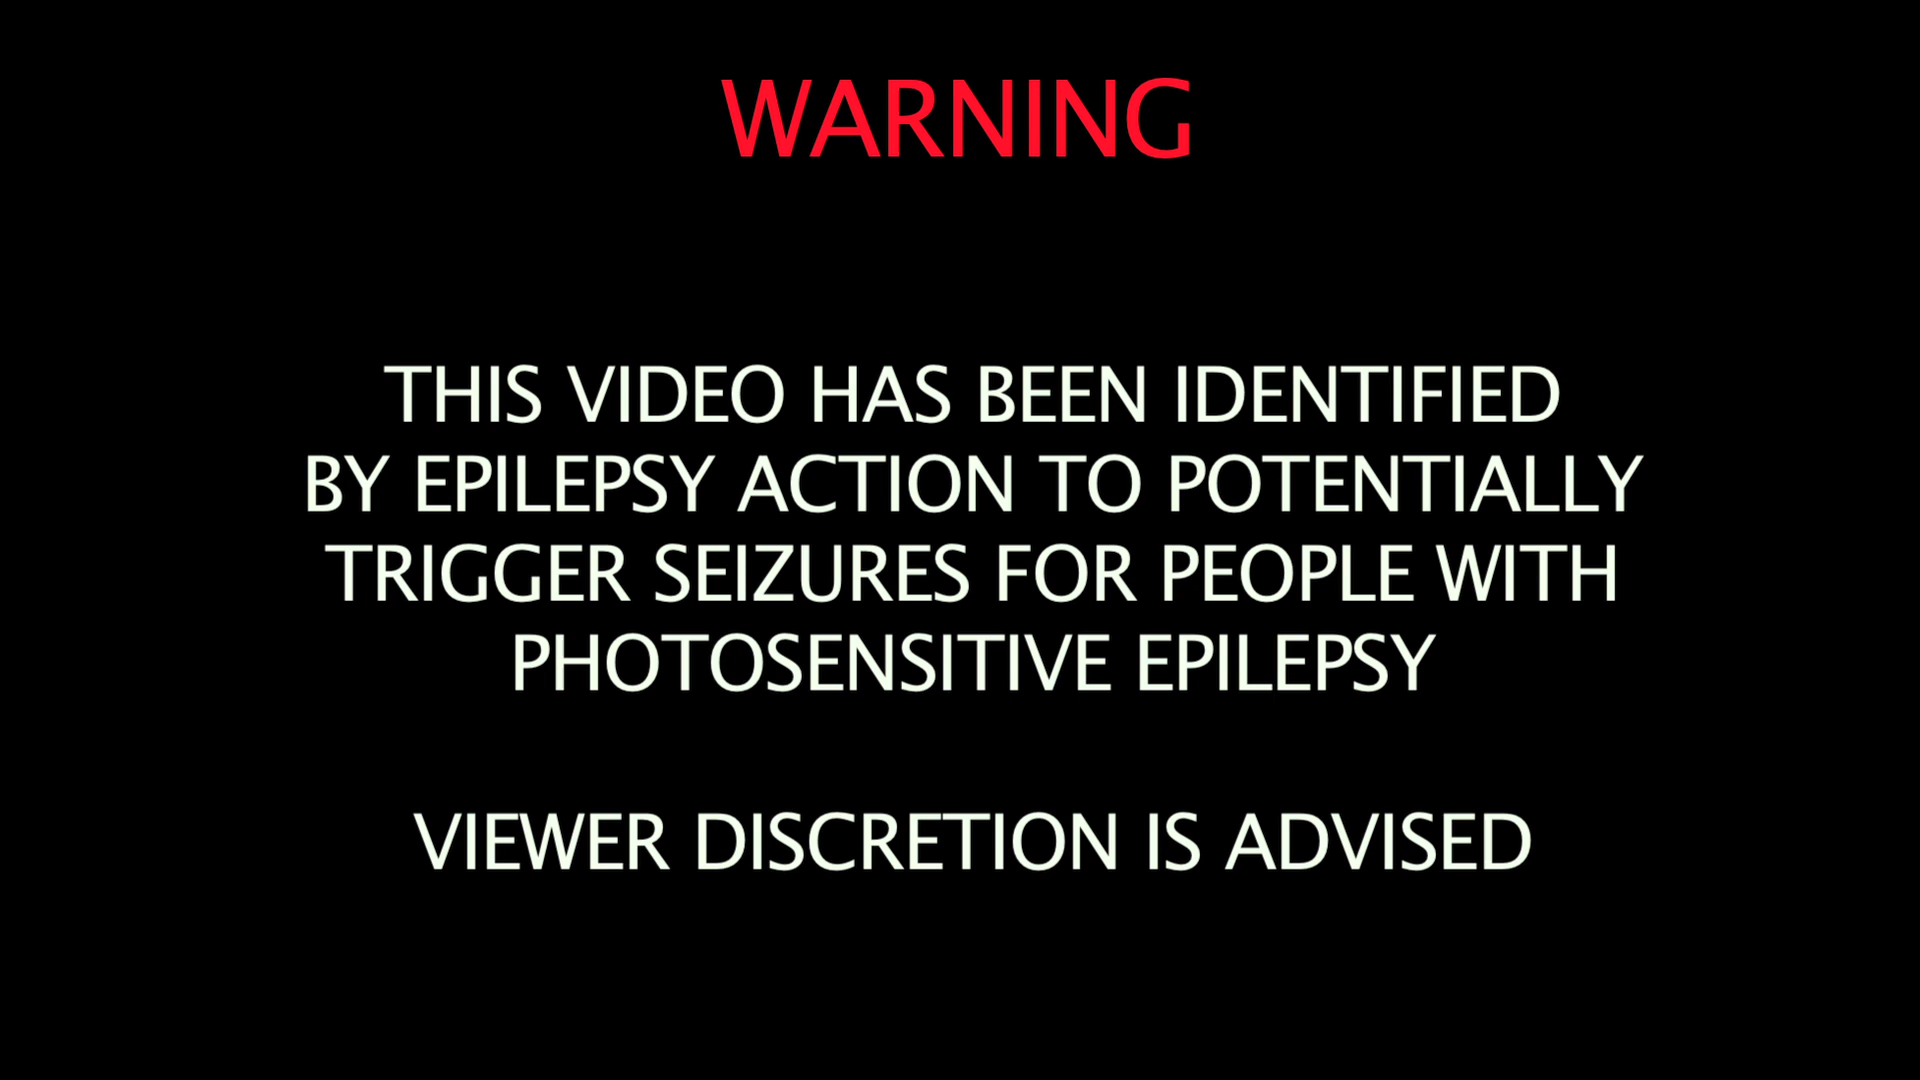 WARNING
THIS VIDEO HAS BEEN IDENTIFIED
BY EPILEPSY ACTION TO POTENTIALLY
TRIGGER SEIZURES FOR PEOPLE WITH
PHOTOSENSITIVE EPILEPSY
VIEWER DISCRETION IS ADVISED